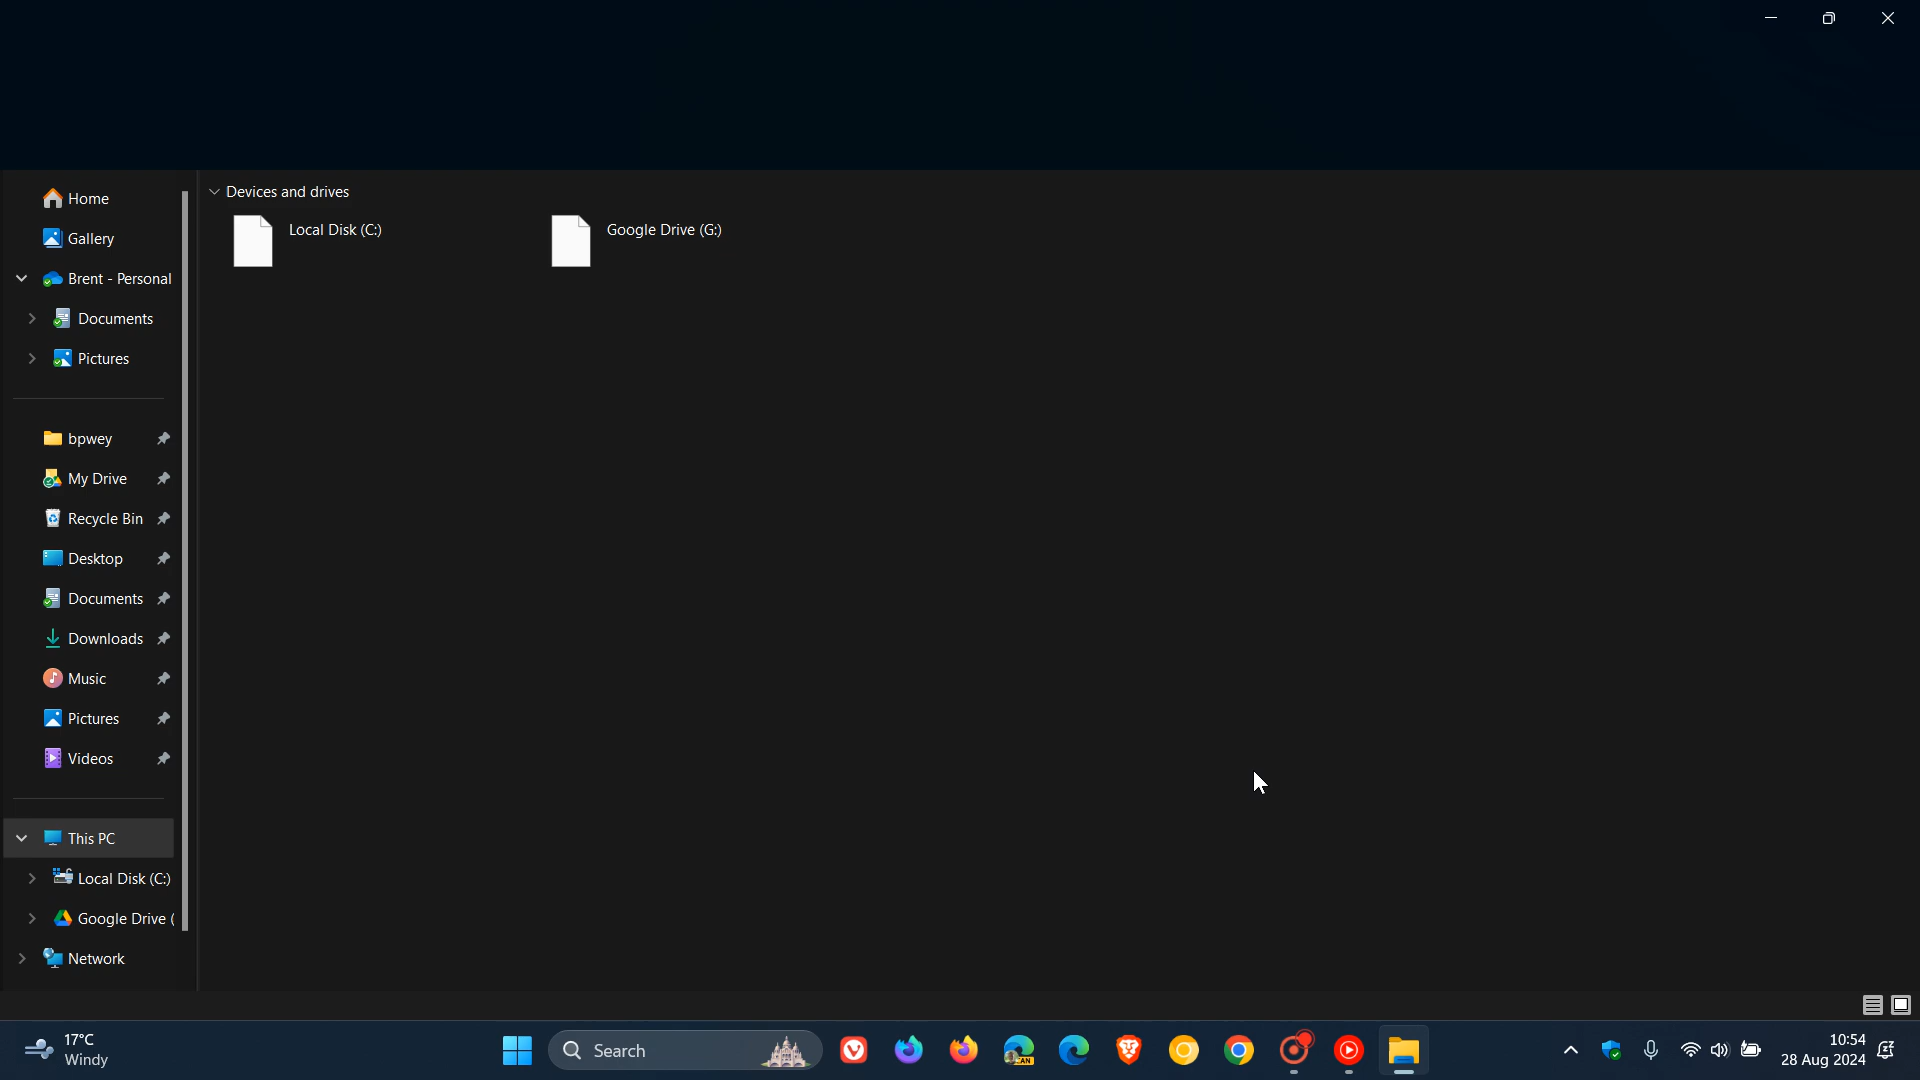 Home
Gallery
Brent - Personal
Documents
Pictures
bpwey
My Drive
Recycle Bin
Desktop
Documents
Downloads
Music
Pictures
Videos
This PC
Local Disk (C:)
Google Drive (
Network
Devices and drives
Local Disk (C:)
Google Drive (G:)
17°C
Windy
Search
CAN
10:54
28 Aug 2024